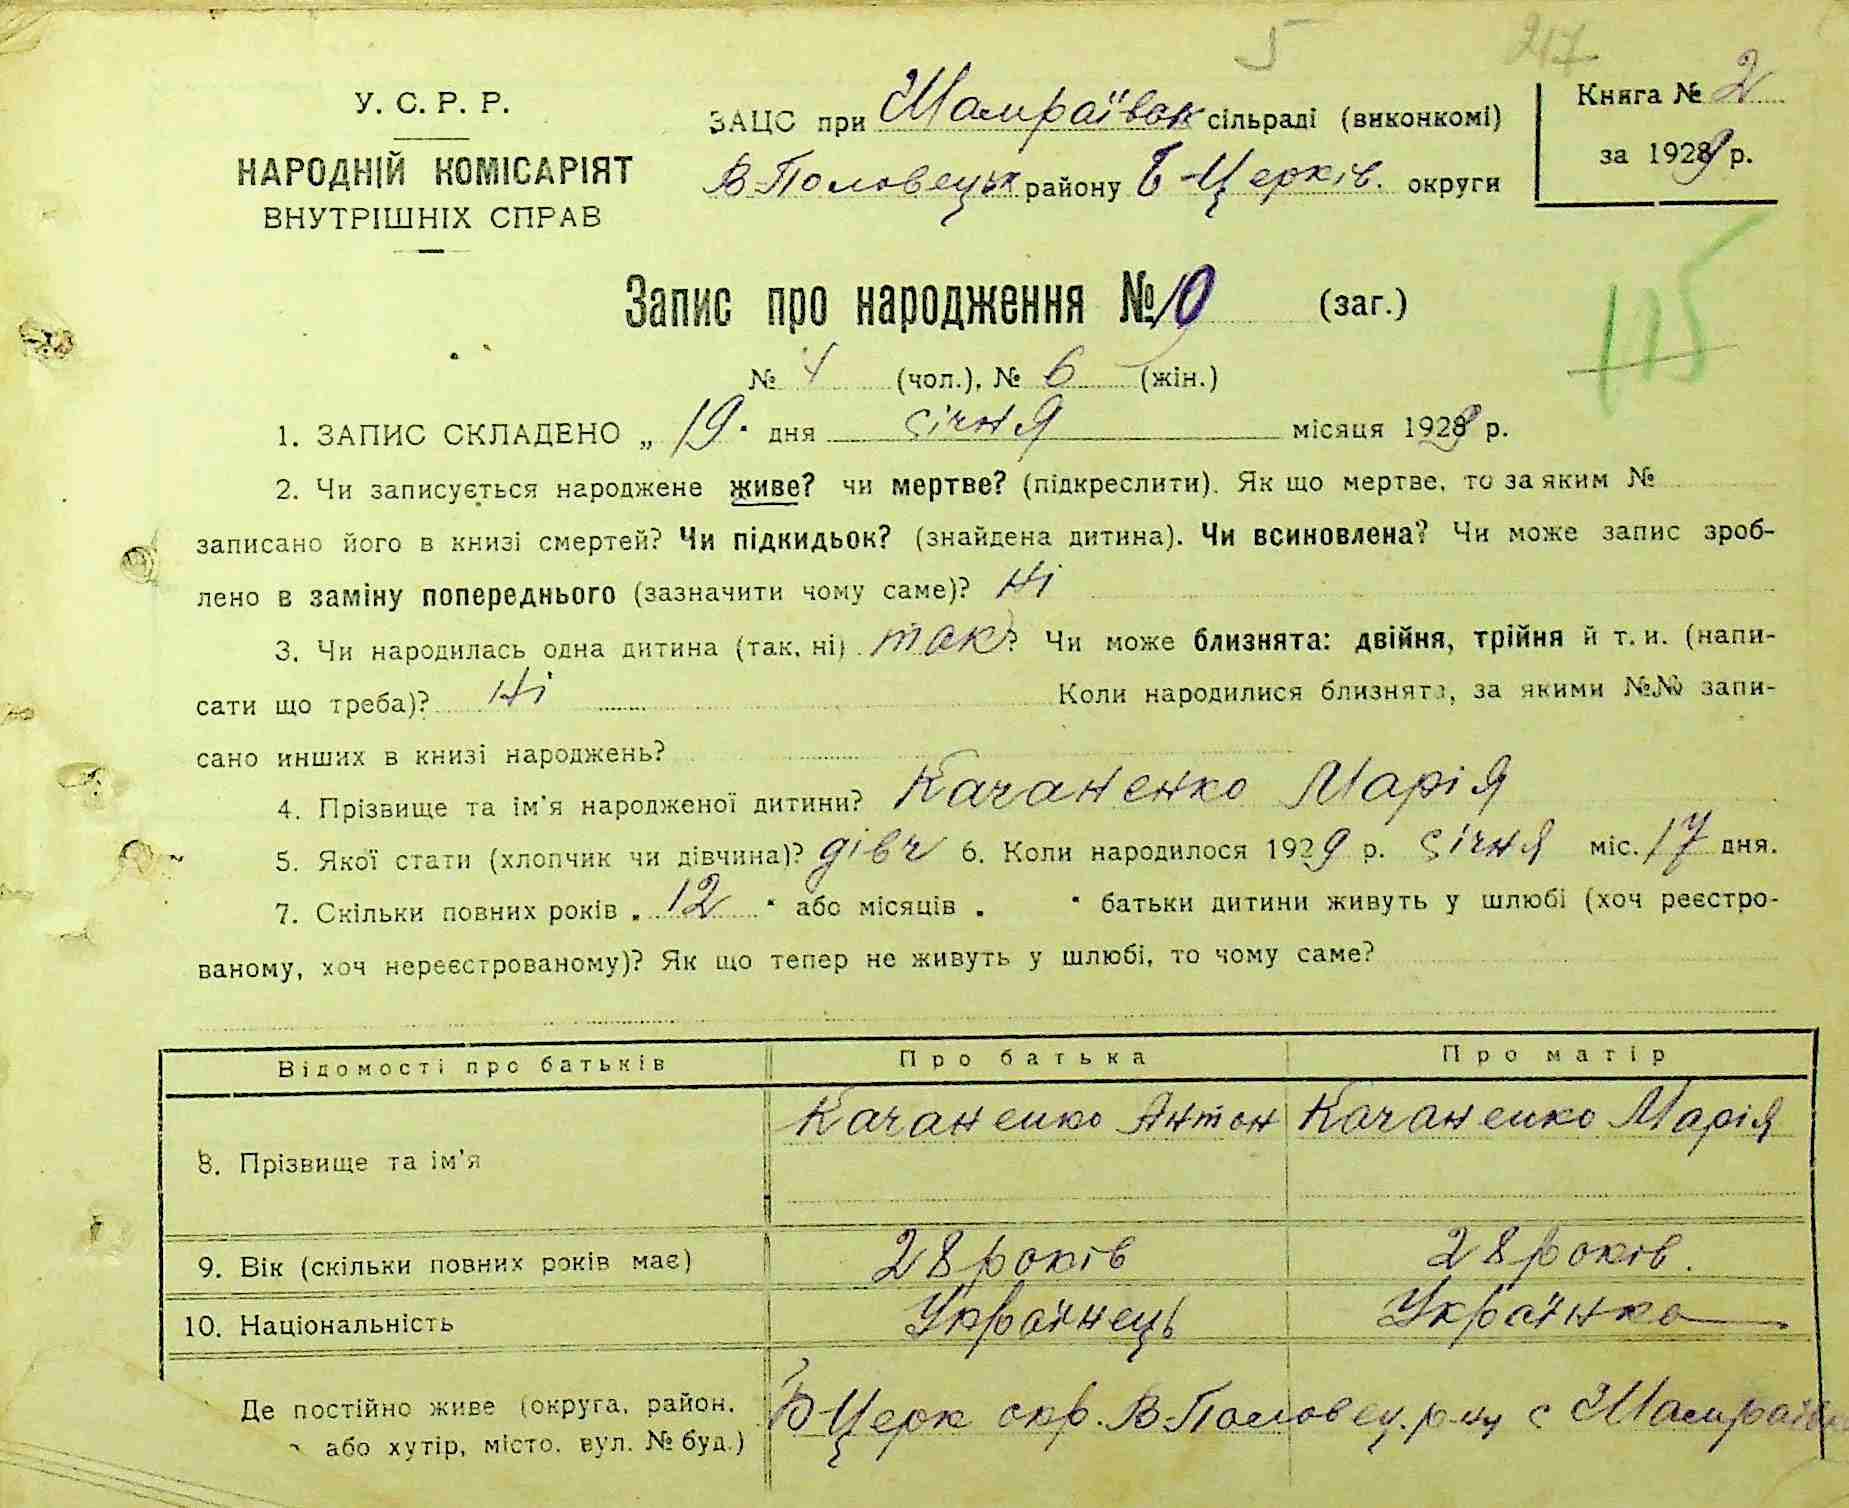 5 217
У. С. Р. Р.
НАРОДНІЙ КОМІСАРІЯТ
ВНУТРІШНІХ СПРАВ
ЗАЦС при Шамраївськ сільраді (виконкомі)
В-Половецьк району Б-Церків. округи
Книга № 2
за 1929 р.
Запис про народження № 10 (заг.)
115
№ 4 (чол.), № 6 (жін.)
1. ЗАПИС СКЛАДЕНО „ 19 " дня січня місяця 1929 р.
2. Чи записується народжене живе? чи мертве? (підкреслити). Як що мертве, то за яким №
записано його в книзі смертей? Чи підкидьок? (знайдена дитина). Чи всиновлена? Чи може запис зроб-
лено в заміну попереднього (зазначити чому саме)? Ні
3. Чи народилась одна дитина (так, ні) так? Чи може близнята: двійня, трійня й т. и. (напи-
сати що треба)? Ні Коли народилися близнята, за якими №№ запи-
сано инших в книзі народжень?
4. Прізвище та ім'я народженої дитини? Качаненко Марія
5. Якої стати (хлопчик чи дівчина)? дівч 6. Коли народилося 1929 р. січня міс. 17 дня.
7. Скільки повних років „ 12 " або місяців „ " батьки дитини живуть у шлюбі (хоч реєстро-
ваному, хоч нереєстрованому)? Як що тепер не живуть у шлюбі, то чому саме?
Відомості про батьків Про батька Про матір
8. Прізвище та ім'я Качаненко Антон Качаненко Марія
9. Вік (скільки повних років має) 28 років 28 років.
10. Національність Українець Українка
Де постійно живе (округа, район,
або хутір, місто, вул. № буд.) Б-Церк окр. В-Половец. р-ну с Шамраївка